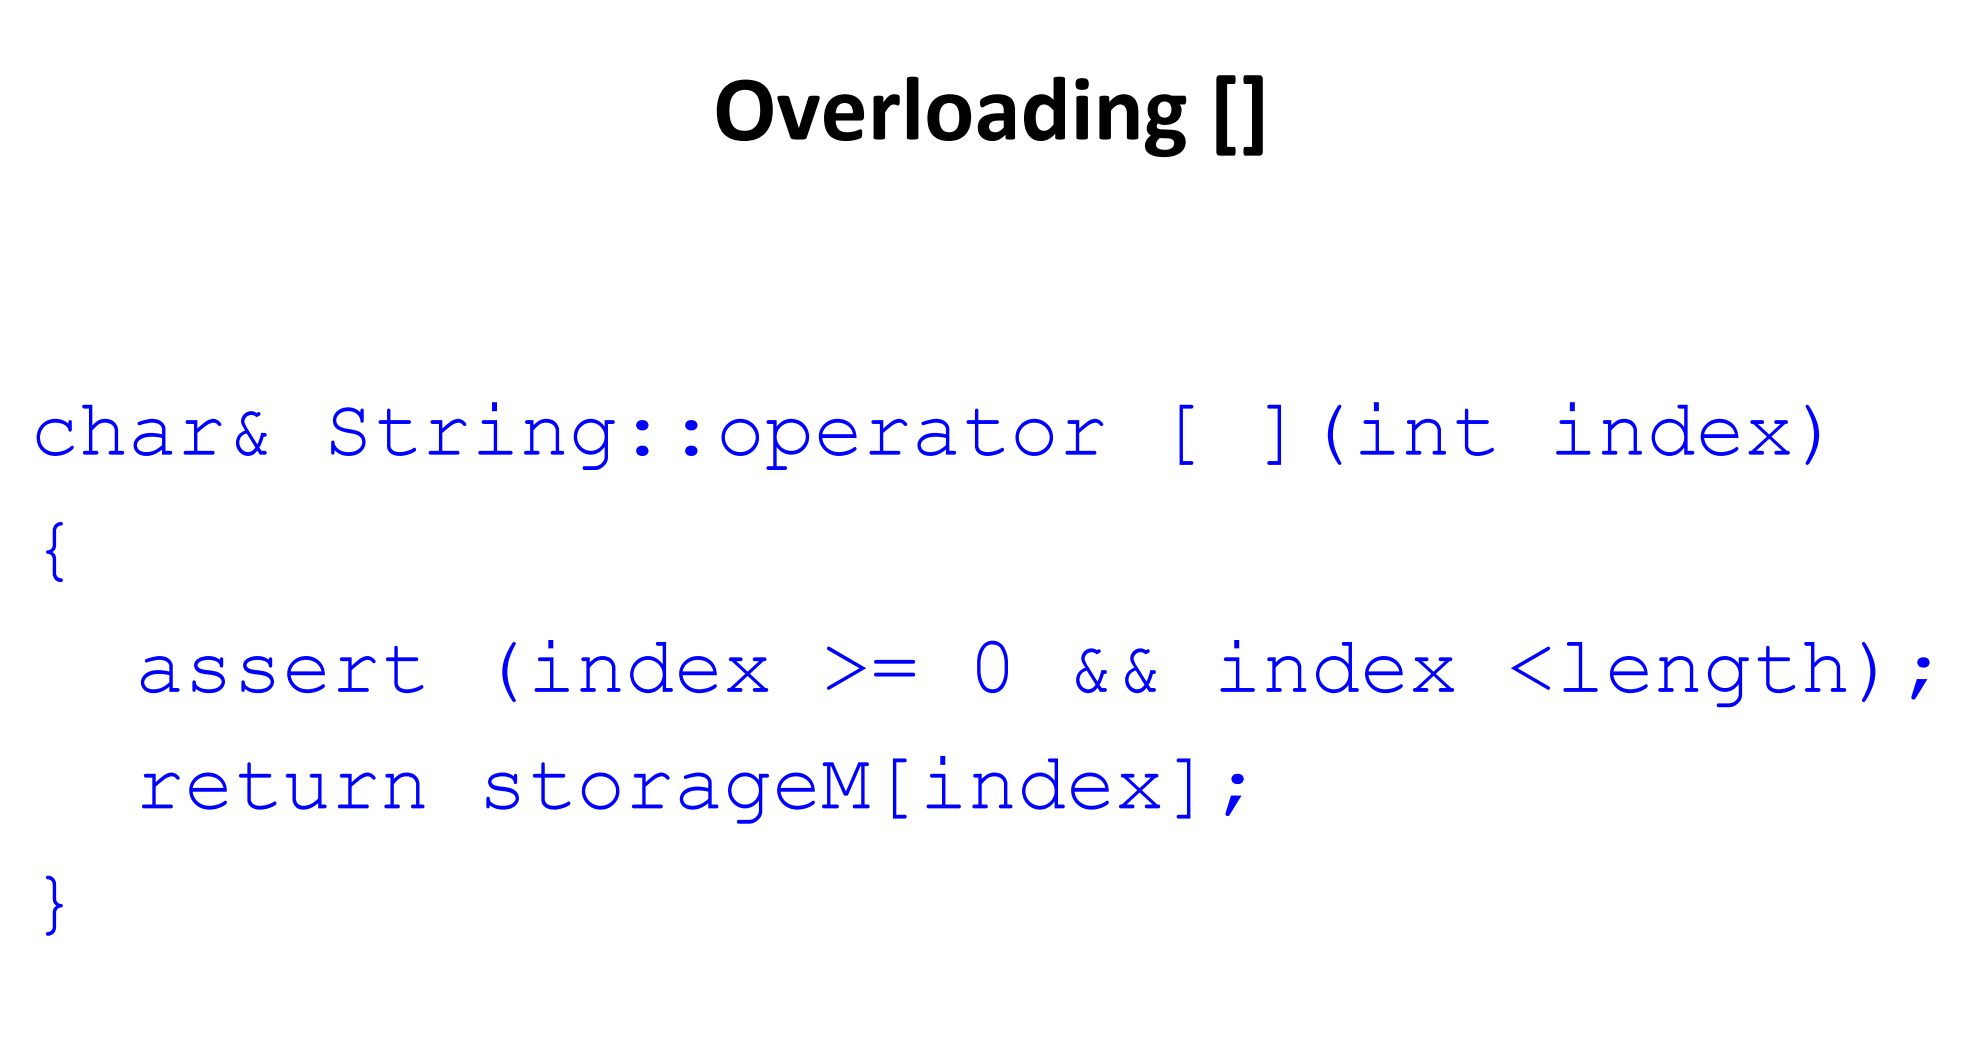 Overloading []
char& String::operator [ ](int index)
{
assert (index >= 0 && index <length);
return storageM[index];
}